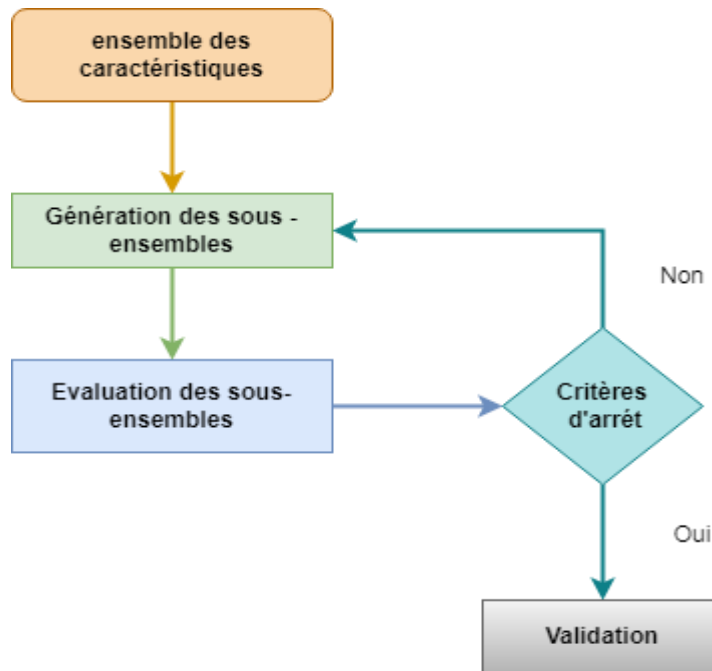 ensemble des
caractéristiques
Génération des sous -
ensembles
Non
Evaluation des sous-
ensembles
Critères
d'arrét
Oui
Validation